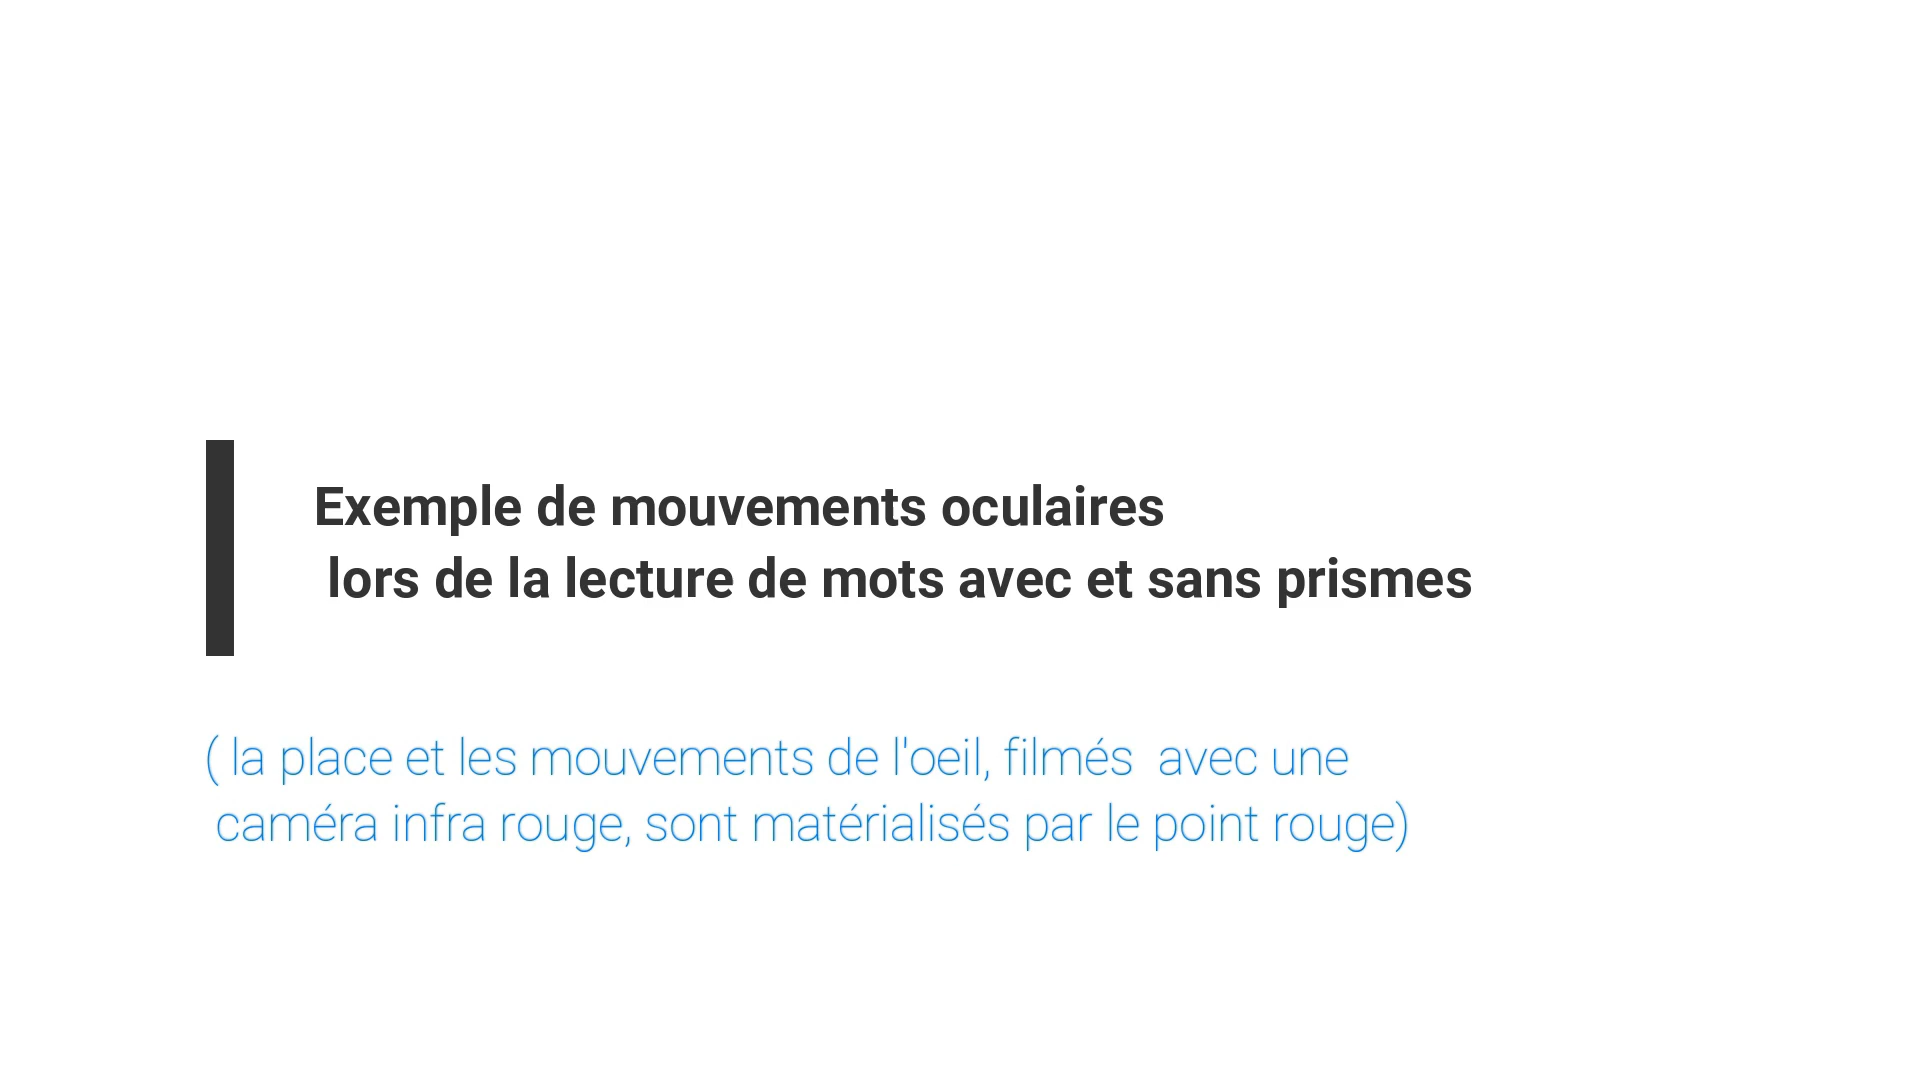 Exemple de mouvements oculaires
lors de la lecture de mots avec et sans prismes
( la place et les mouvements de l'oeil, filmés  avec une
caméra infra rouge, sont matérialisés par le point rouge)